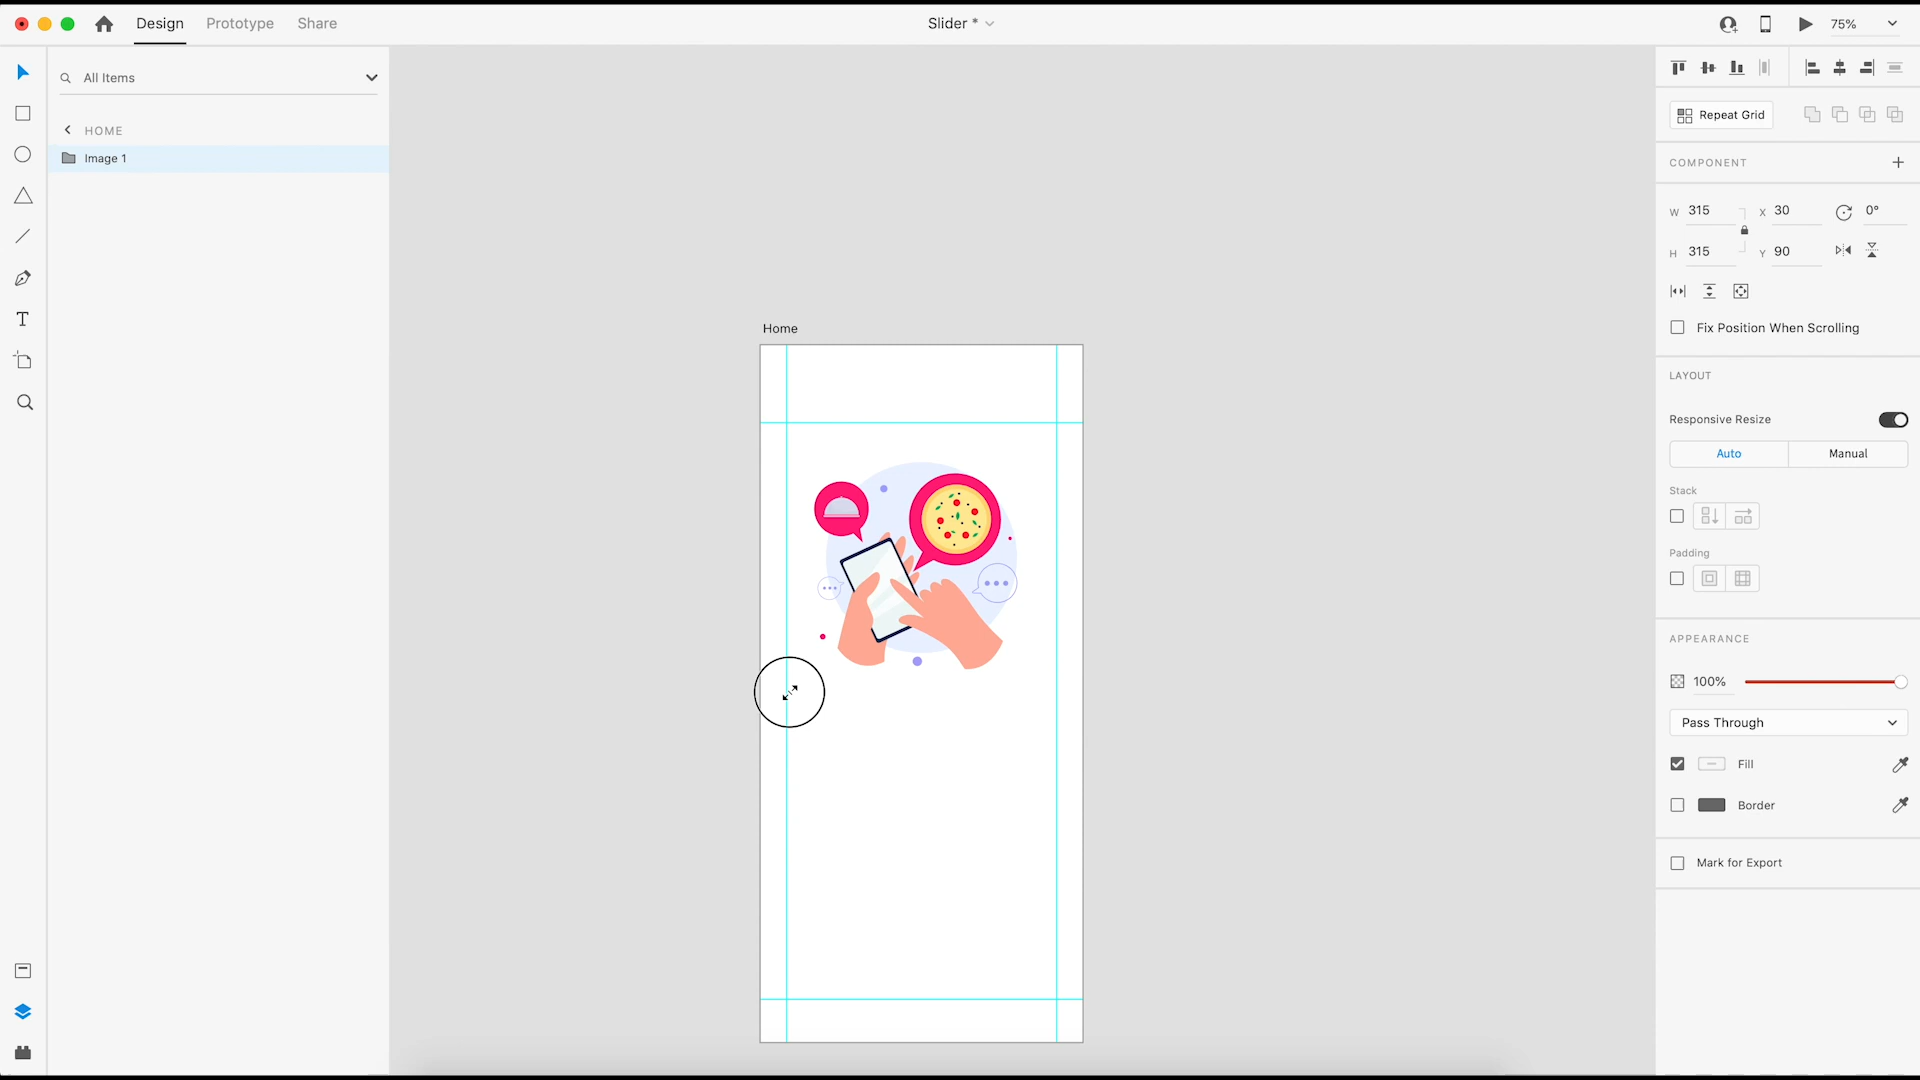 Design Prototype Share Slider * 75%
All Items
HOME
Image 1
Home
Repeat Grid
COMPONENT
W 315 X 30 0°
H 315 Y 90
Fix Position When Scrolling
LAYOUT
Responsive Resize
Auto Manual
Stack
Padding
APPEARANCE
100%
Pass Through
Fill
Border
Mark for Export